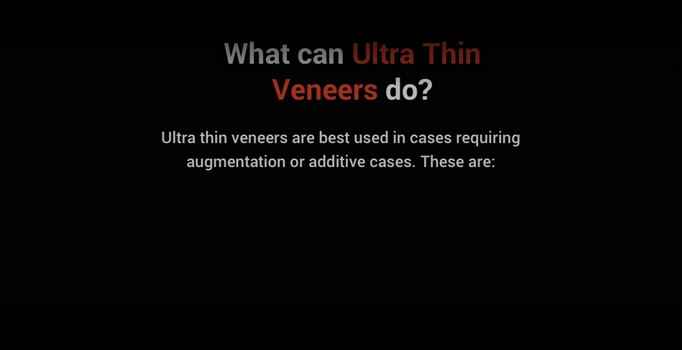 What can Ultra Thin
Veneers do?
Ultra thin veneers are best used in cases requiring
augmentation or additive cases. These are: